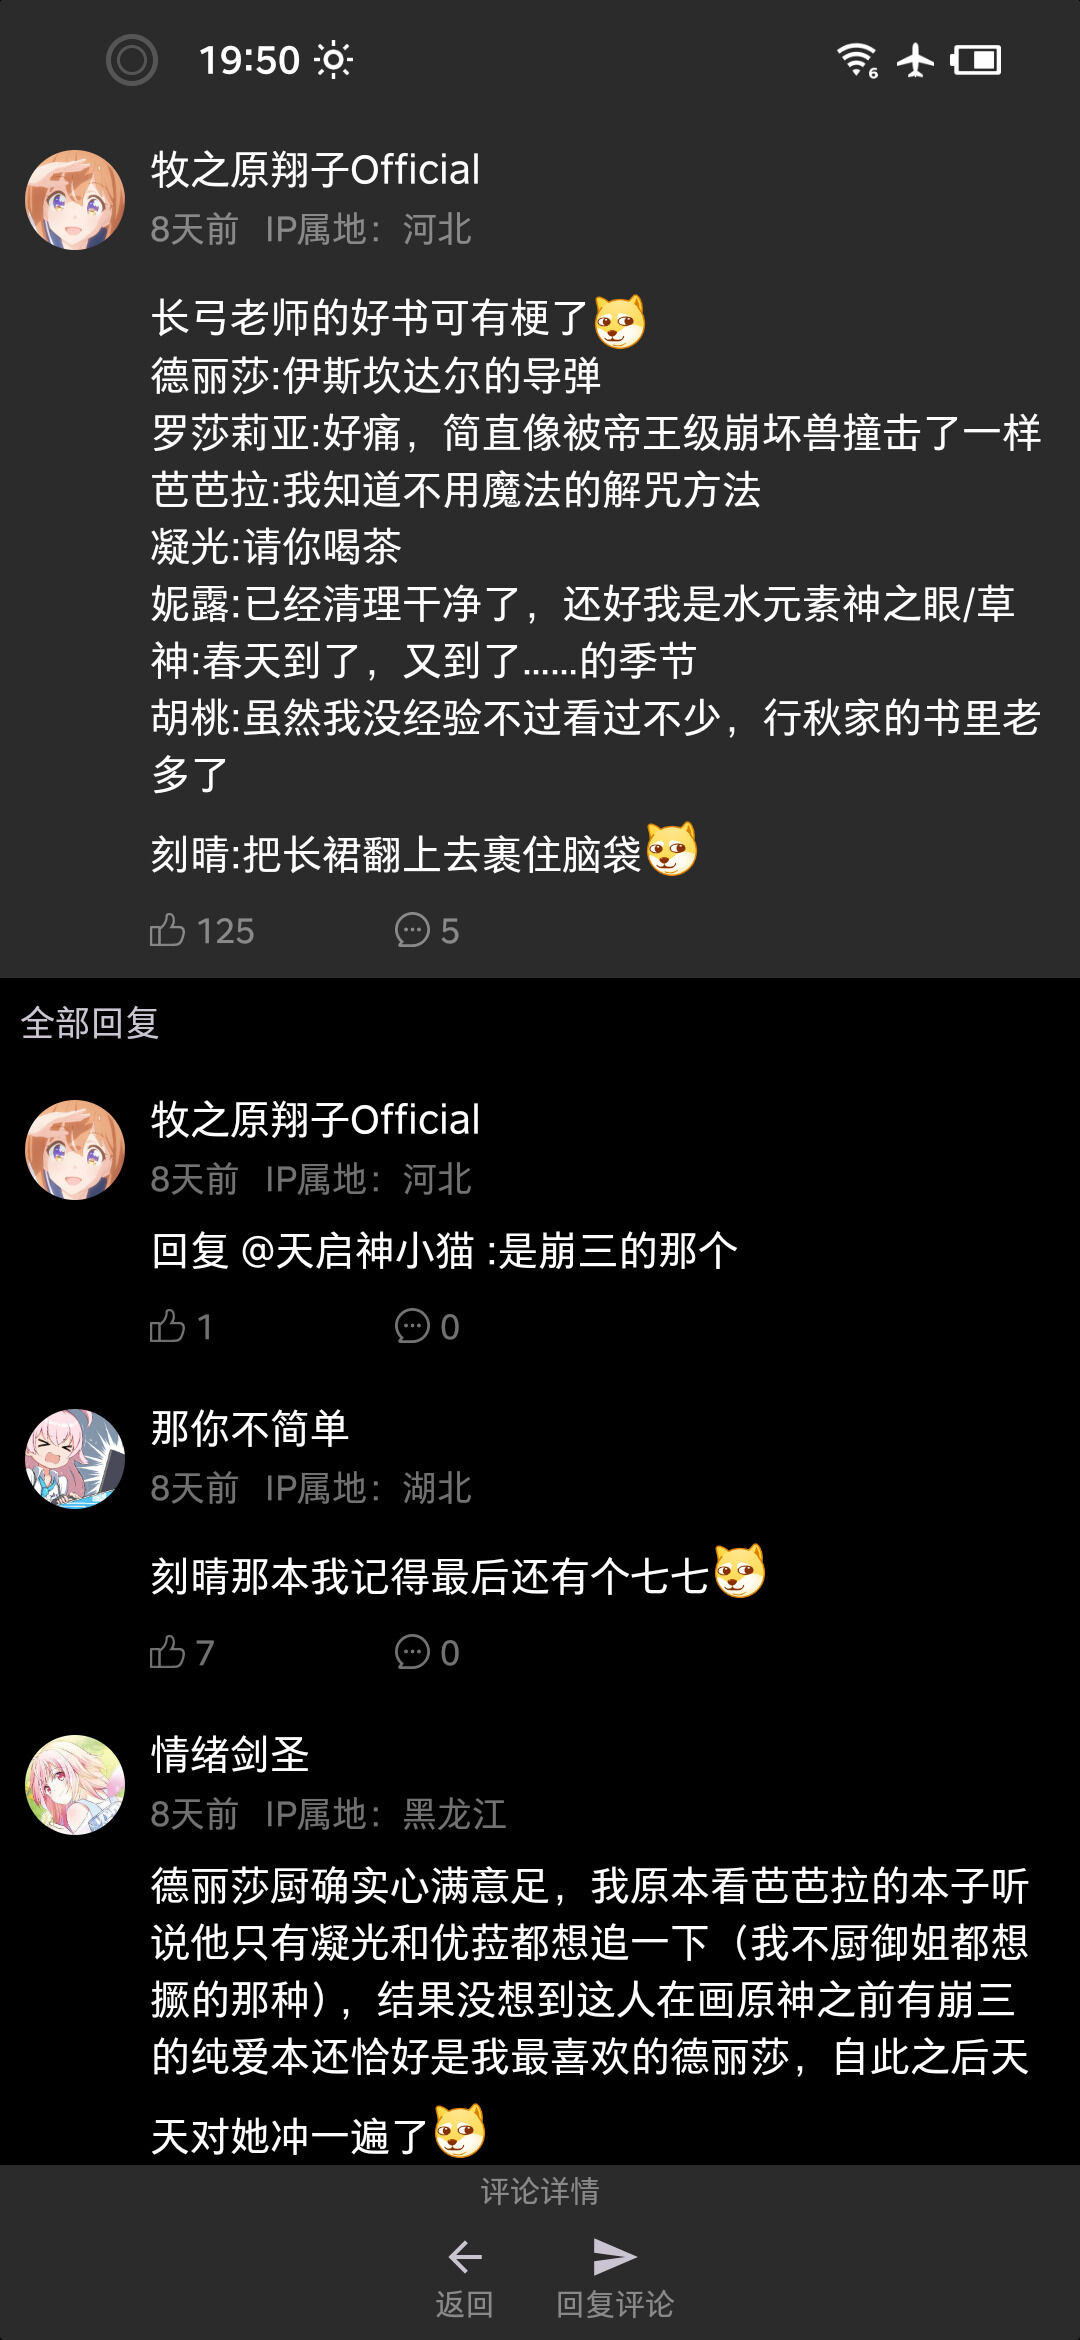 19:50
6
牧之原翔子Official
8天前 IP属地：河北
长弓老师的好书可有梗了
德丽莎:伊斯坎达尔的导弹
罗莎莉亚:好痛，简直像被帝王级崩坏兽撞击了一样
芭芭拉:我知道不用魔法的解咒方法
凝光:请你喝茶
妮露:已经清理干净了，还好我是水元素神之眼/草
神:春天到了，又到了......的季节
胡桃:虽然我没经验不过看过不少，行秋家的书里老
多了
刻晴:把长裙翻上去裹住脑袋
125 5
全部回复
牧之原翔子Official
8天前 IP属地：河北
回复 @天启神小猫 :是崩三的那个
1 0
那你不简单
8天前 IP属地：湖北
刻晴那本我记得最后还有个七七
7 0
情绪剑圣
8天前 IP属地：黑龙江
德丽莎厨确实心满意足，我原本看芭芭拉的本子听
说他只有凝光和优菈都想追一下（我不厨御姐都想
撅的那种），结果没想到这人在画原神之前有崩三
的纯爱本还恰好是我最喜欢的德丽莎，自此之后天
天对她冲一遍了
评论详情
返回 回复评论